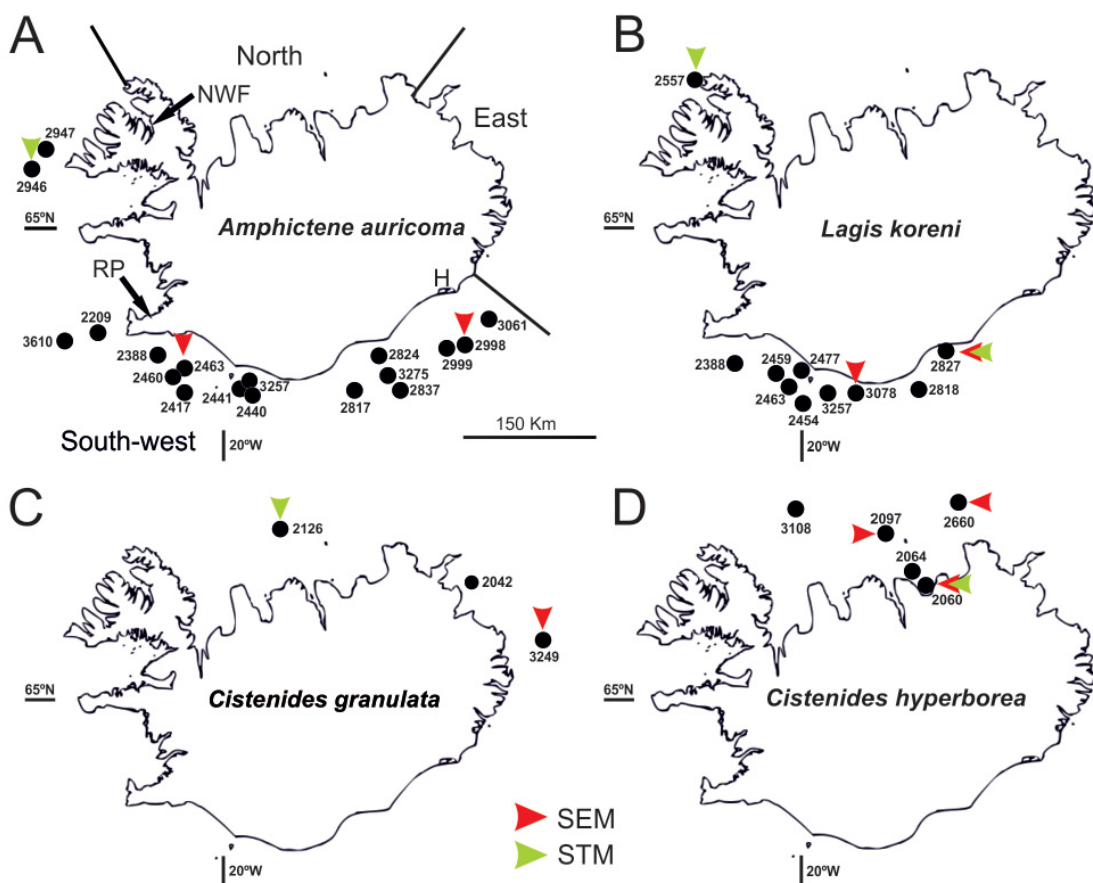 A
North
NWF
East
2947
2946
65ºN
Amphictene auricoma
RP
H
2209
3610
3061
2998
2999
2388
2463
2460
2417
2824
3275
2837
2817
3257
2441
2440
South-west
20ºW
150 Km
B
2557
65ºN
Lagis koreni
2827
2388
2459
2477
2463
3078
2818
3257
2454
20ºW
C
2126
2042
3249
65ºN
Cistenides granulata
20ºW
D
3108
2097
2660
2064
2060
65ºN
Cistenides hyperborea
20ºW
SEM
STM